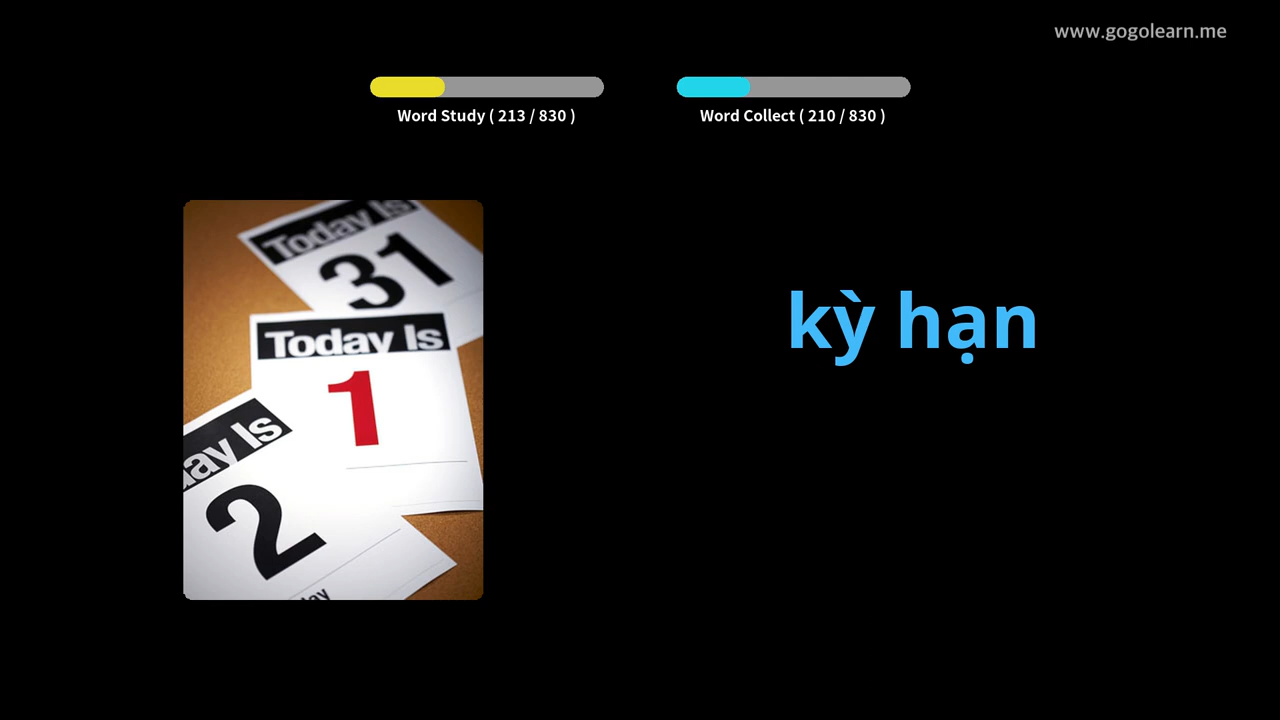 www.gogolearn.me
Word Study ( 213 / 830 )
Word Collect ( 210 / 830 )
Today Is
31
Today Is
1
ay Is
2
kỳ hạn